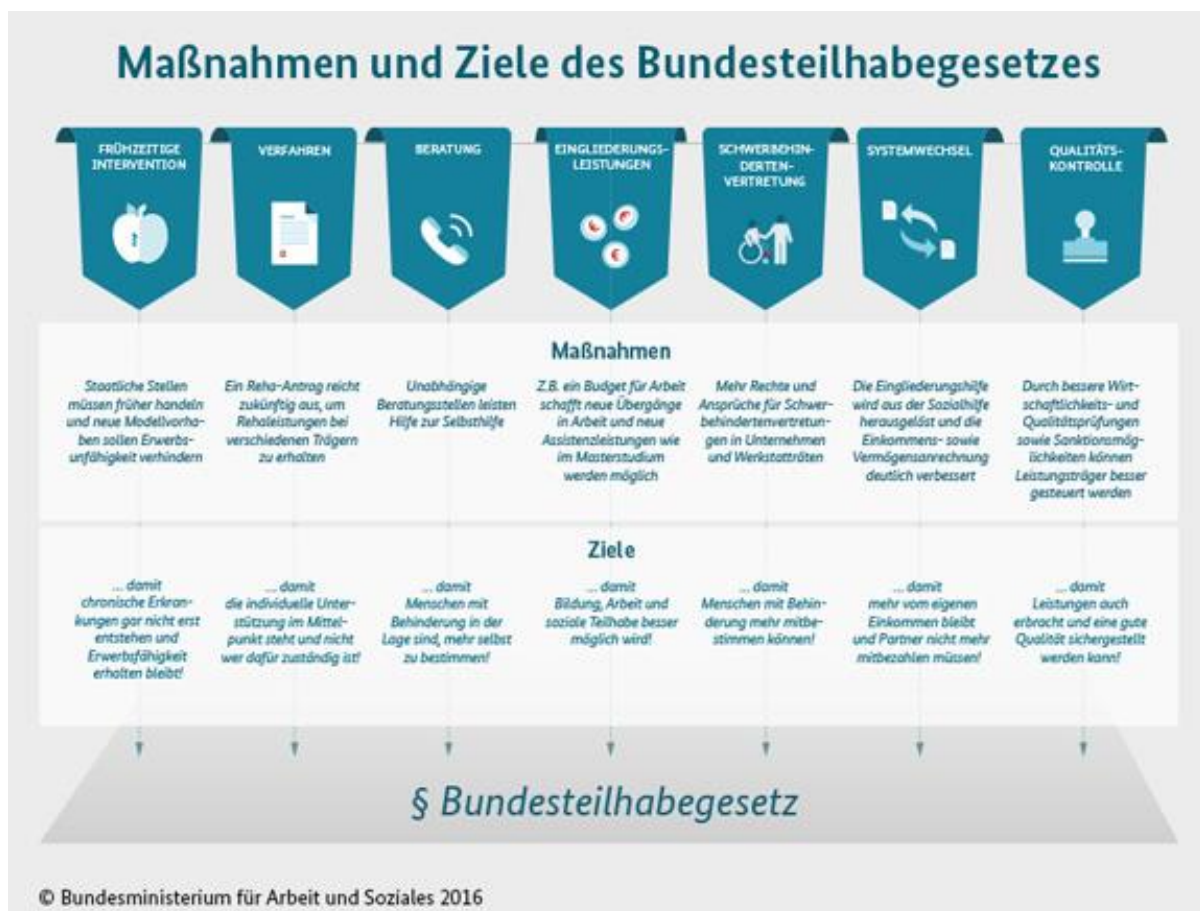 Maßnahmen und Ziele des Bundesteilhabegesetzes
FRÜHZEITIGE
INTERVENTION
VERFAHREN
BERATUNG
EINGLIEDERUNGS-
LEISTUNGEN
SCHWERBEHIN-
DERTEN-
VERTRETUNG
SYSTEMWECHSEL
QUALITÄTS-
KONTROLLE
Maßnahmen
Staatliche Stellen
müssen früher handeln
und neue Modellvorha-
ben sollen Erwerbs-
unfähigkeit verhindern
Ein Reha-Antrag reicht
zukünftig aus, um
Rehaleistungen bei
verschiedenen Trägern
zu erhalten
Unabhängige
Beratungsstellen leisten
Hilfe zur Selbsthilfe
Z.B. ein Budget für Arbeit
schafft neue Übergänge
in Arbeit und neue
Assistenzleistungen wie
im Masterstudium
werden möglich
Mehr Rechte und
Ansprüche für Schwer-
behindertenvertretun-
gen in Unternehmen
und Werkstatträten
Die Eingliederungshilfe
wird aus der Sozialhilfe
herausgelöst und die
Einkommens- sowie
Vermögensanrechnung
deutlich verbessert
Durch bessere Wirt-
schaftlichkeits- und
Qualitätsprüfungen
sowie Sanktionsmög-
lichkeiten können
Leistungsträger besser
gesteuert werden
Ziele
... damit
chronische Erkran-
kungen gar nicht erst
entstehen und
Erwerbsfähigkeit
erhalten bleibt!
... damit
die individuelle Unter-
stützung im Mittel-
punkt steht und nicht
wer dafür zuständig ist!
... damit
Menschen mit
Behinderung in der
Lage sind, mehr selbst
zu bestimmen!
... damit
Bildung, Arbeit und
soziale Teilhabe besser
möglich wird!
... damit
Menschen mit Behin-
derung mehr mitbe-
stimmen können!
... damit
mehr vom eigenen
Einkommen bleibt
und Partner nicht mehr
mitbezahlen müssen!
... damit
Leistungen auch
erbracht und eine gute
Qualität sichergestellt
werden kann!
§ Bundesteilhabegesetz
© Bundesministerium für Arbeit und Soziales 2016